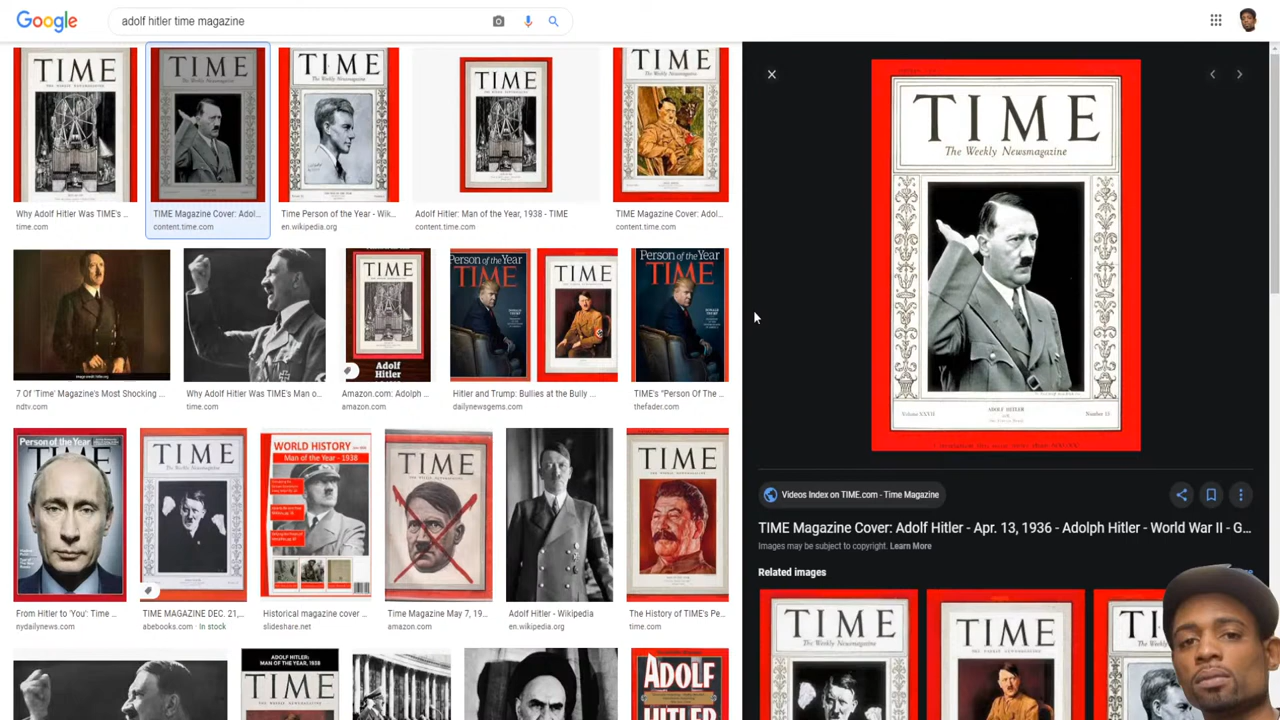 Google
adolf hitler time magazine
TIME
The Weekly Newsmagazine
Why Adolf Hitler Was TIME's ...
time.com
TIME
The Weekly Newsmagazine
TIME Magazine Cover: Adol...
content.time.com
TIME
The Weekly Newsmagazine
Time Person of the Year - Wik...
en.wikipedia.org
TIME
Adolf Hitler: Man of the Year, 1938 - TIME
content.time.com
TIME
The Weekly Newsmagazine
TIME Magazine Cover: Adol...
content.time.com
7 Of 'Time' Magazine's Most Shocking ...
ndtv.com
Why Adolf Hitler Was TIME's Man o...
time.com
TIME
Adolf
Hitler
Amazon.com: Adolph ...
amazon.com
Person of the Year
TIME
TIME
Hitler and Trump: Bullies at the Bully ...
dailynewsgems.com
Person of the Year
TIME
TIME's "Person Of The ...
thefader.com
Person of the Year
TIME
From Hitler to 'You': Time ...
nydailynews.com
TIME
TIME MAGAZINE DEC. 21,...
abebooks.com · In stock
WORLD HISTORY
Man of the Year - 1938
Historical magazine cover ...
slideshare.net
TIME
Time Magazine May 7, 19...
amazon.com
Adolf Hitler - Wikipedia
en.wikipedia.org
TIME
The History of TIME's Pe...
time.com
ADOLF HITLER:
MAN OF THE YEAR, 1938
TIME
ADOLF
HITLER
TIME
The Weekly Newsmagazine
Volume XXVII
ADOLF HITLER
Videos Index on TIME.com - Time Magazine
TIME Magazine Cover: Adolf Hitler - Apr. 13, 1936 - Adolph Hitler - World War II - G...
Images may be subject to copyright. Learn More
Related images
TIME
TIME
TIME